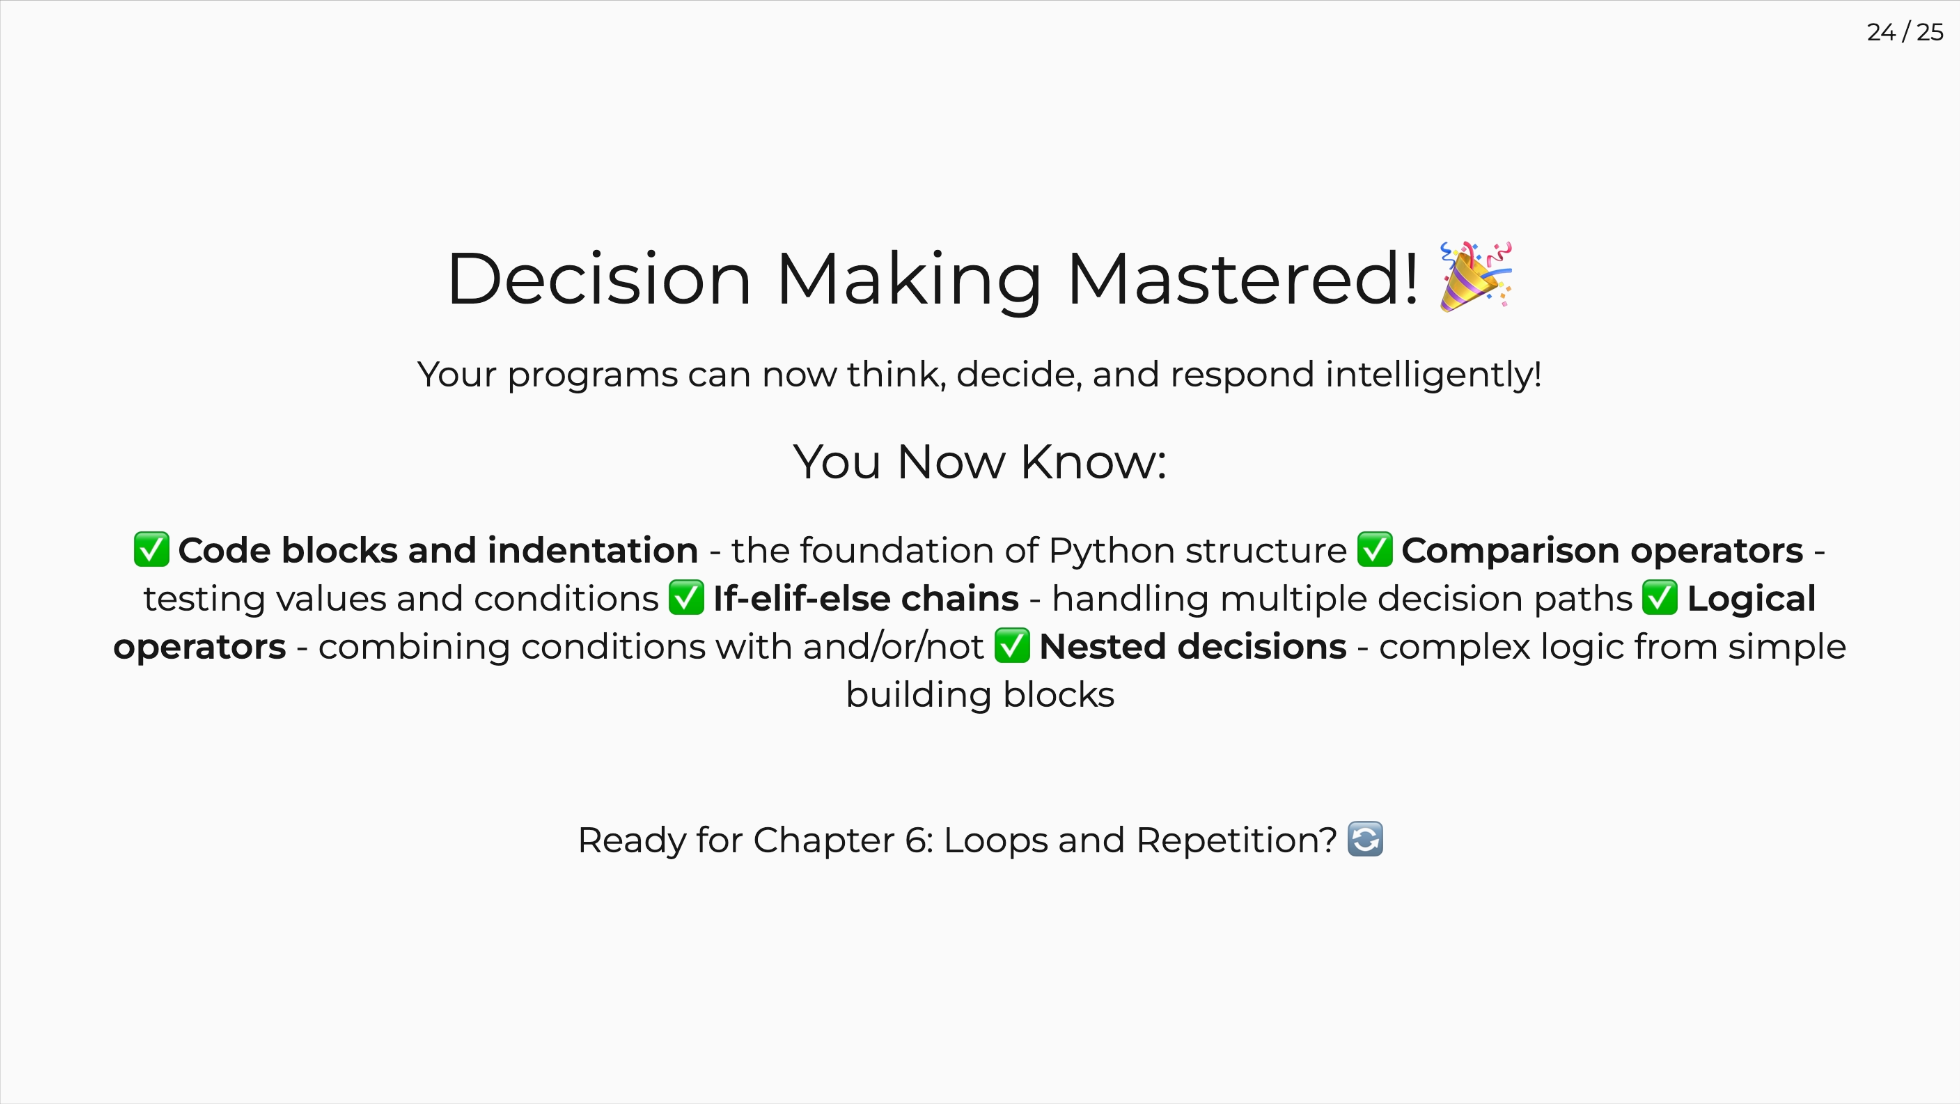 24 / 25
Decision Making Mastered! 🎉
Your programs can now think, decide, and respond intelligently!
You Now Know:
✅ Code blocks and indentation - the foundation of Python structure ✅ Comparison operators -
testing values and conditions ✅ If-elif-else chains - handling multiple decision paths ✅ Logical
operators - combining conditions with and/or/not ✅ Nested decisions - complex logic from simple
building blocks
Ready for Chapter 6: Loops and Repetition? 🔄